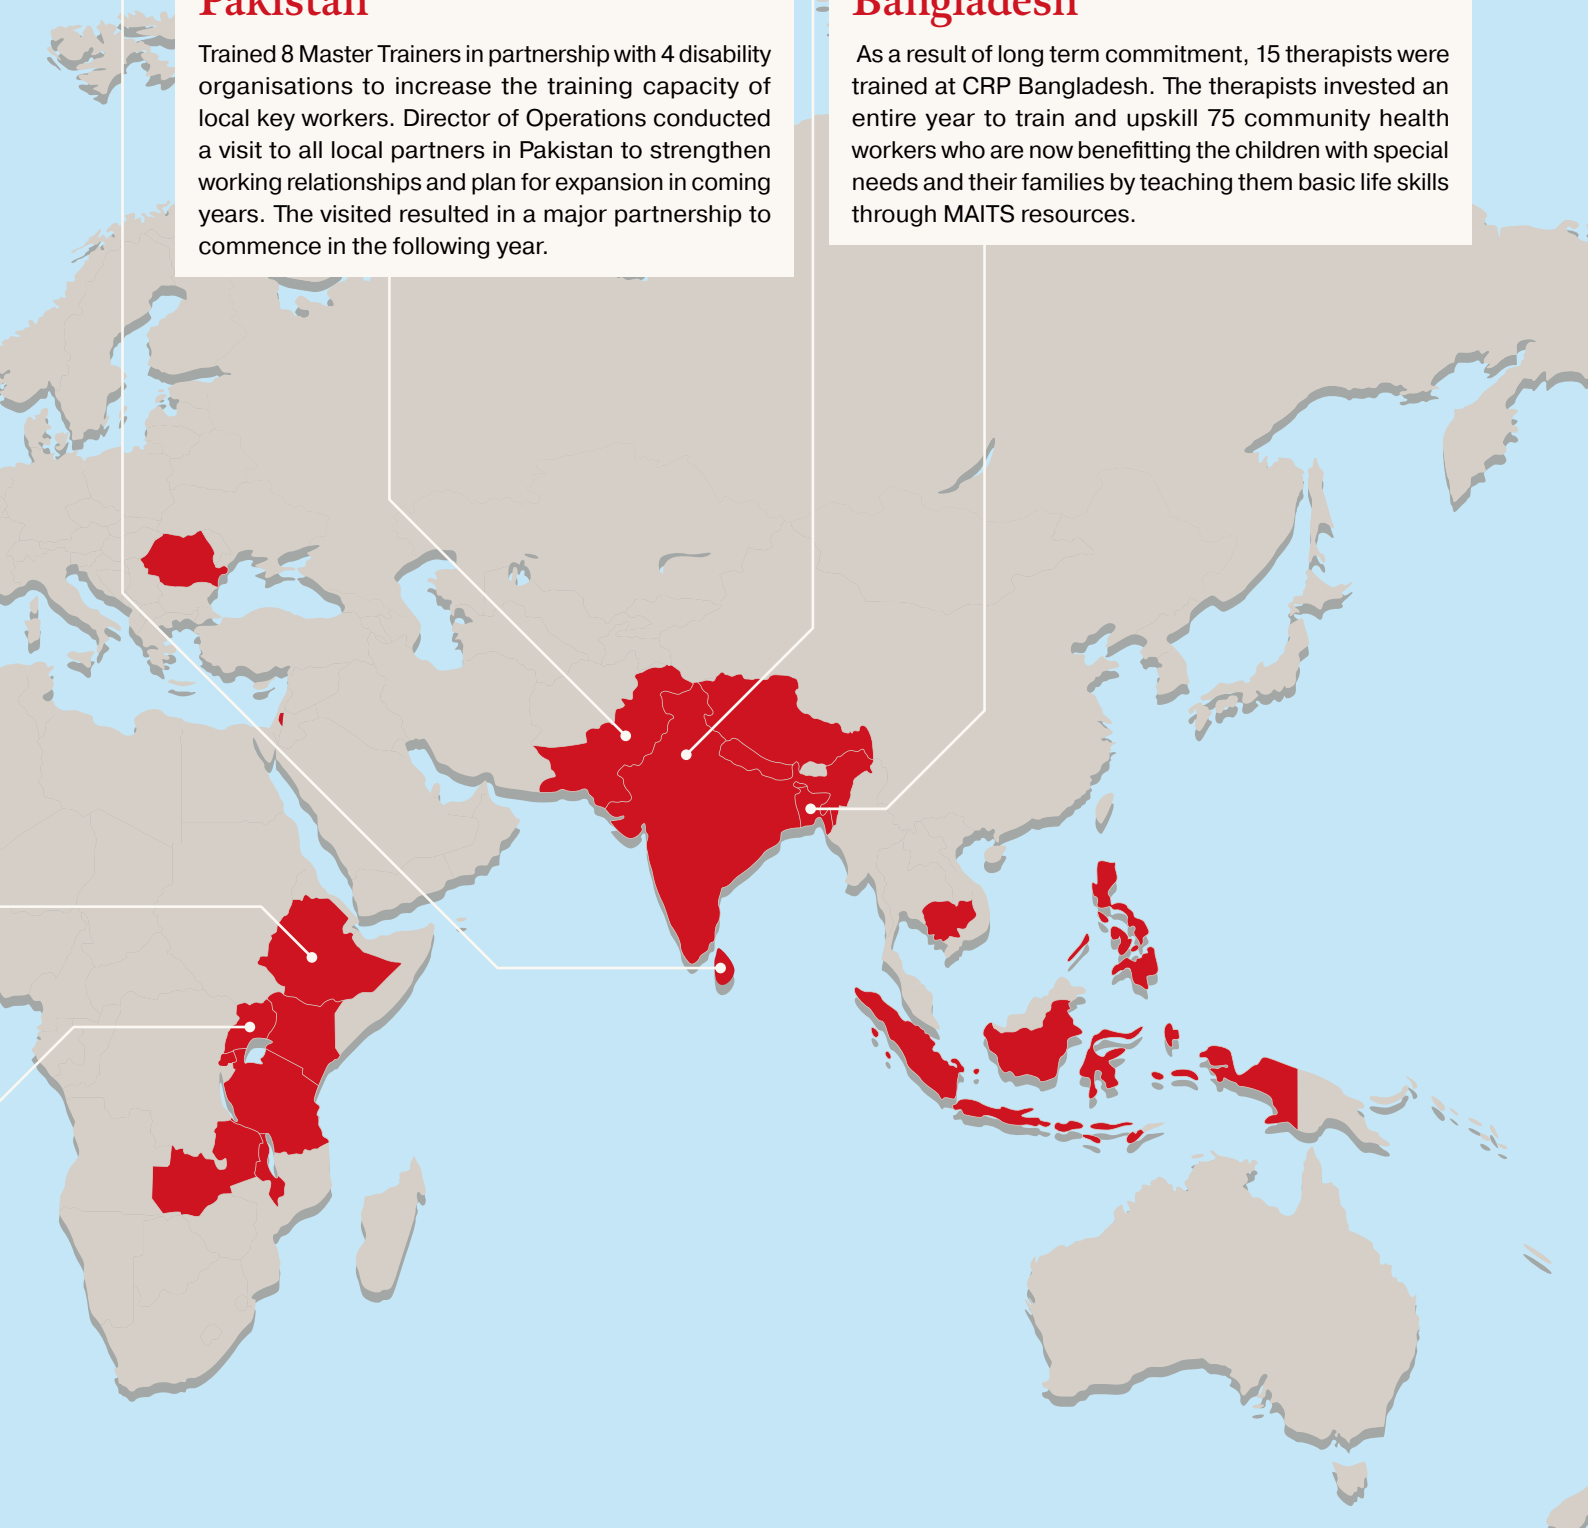 Pakistan
Trained 8 Master Trainers in partnership with 4 disability
organisations to increase the training capacity of
local key workers. Director of Operations conducted
a visit to all local partners in Pakistan to strengthen
working relationships and plan for expansion in coming
years. The visited resulted in a major partnership to
commence in the following year.
Bangladesh
As a result of long term commitment, 15 therapists were
trained at CRP Bangladesh. The therapists invested an
entire year to train and upskill 75 community health
workers who are now benefitting the children with special
needs and their families by teaching them basic life skills
through MAITS resources.